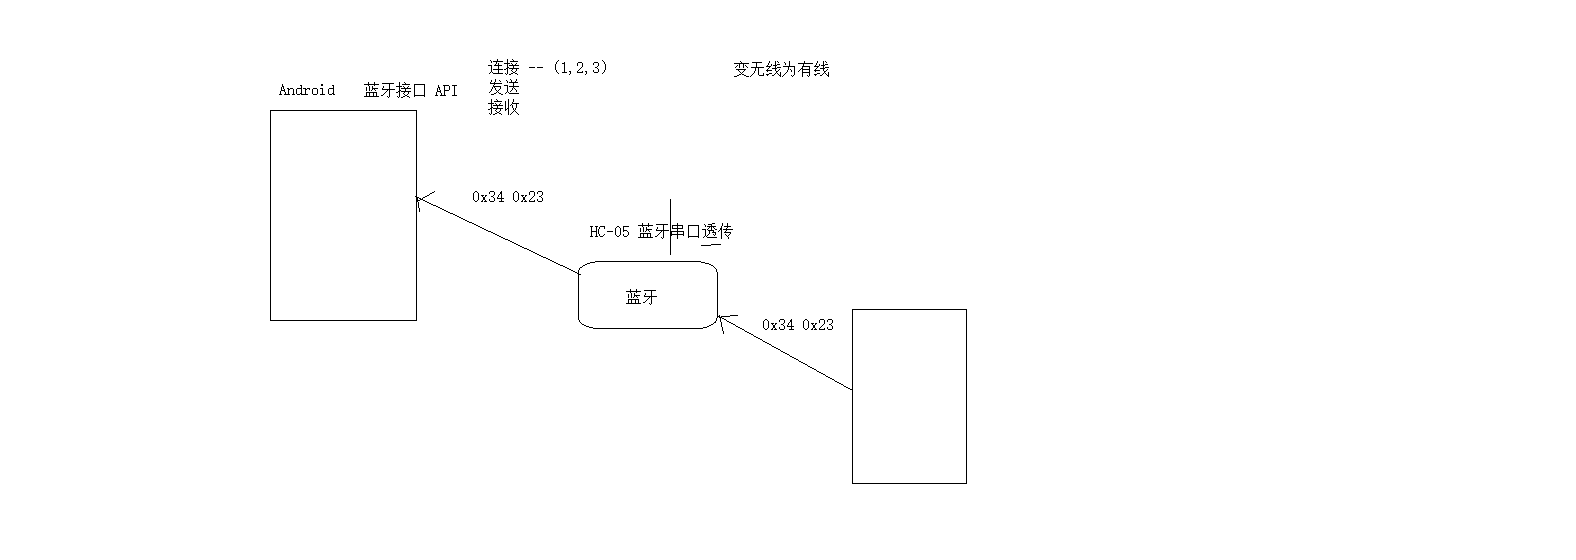 连接 -- (1,2,3)
变无线为有线
发送
Android 蓝牙接口 API
接收
0x34 0x23
HC-05 蓝牙串口透传
蓝牙
0x34 0x23